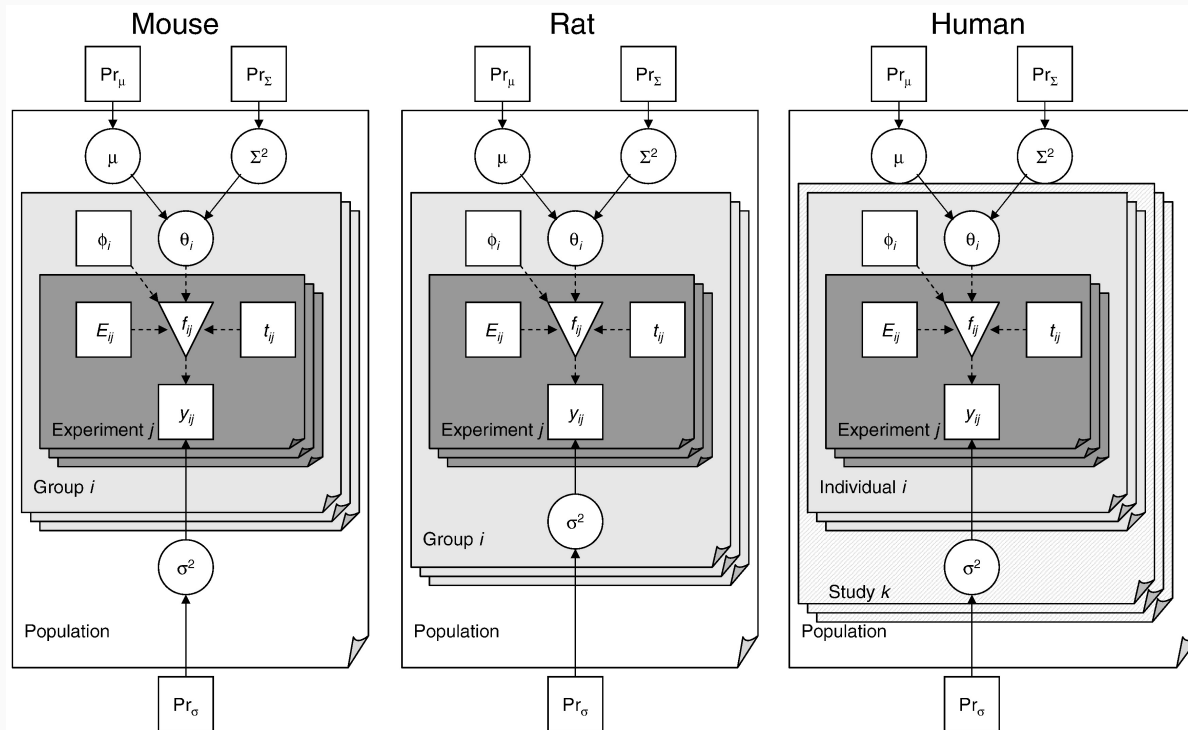 Mouse
Pr_μ
Pr_Σ
μ
Σ²
ϕ_i
θ_i
E_ij
f_ij
t_ij
y_ij
Experiment j
Group i
σ²
Population
Pr_σ
Rat
Pr_μ
Pr_Σ
μ
Σ²
ϕ_i
θ_i
E_ij
f_ij
t_ij
y_ij
Experiment j
σ²
Group i
Population
Pr_σ
Human
Pr_μ
Pr_Σ
μ
Σ²
ϕ_i
θ_i
E_ij
f_ij
t_ij
y_ij
Experiment j
Individual i
σ²
Study k
Population
Pr_σ